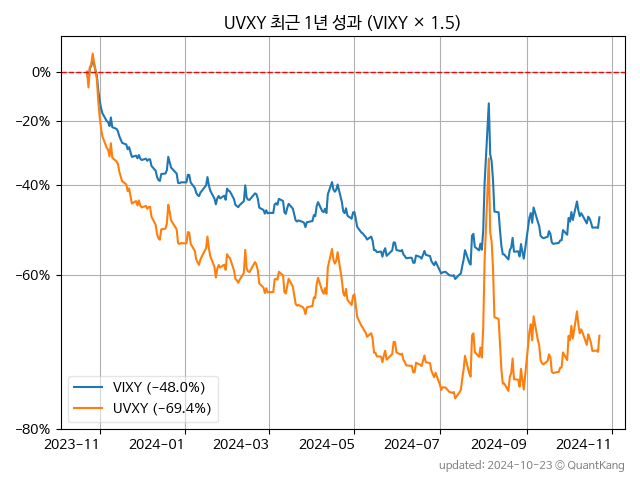 UVXY 최근 1년 성과 (VIXY × 1.5)
0%
−20%
−40%
−60%
−80%
VIXY (−48.0%)
UVXY (−69.4%)
2023−11 2024−01 2024−03 2024−05 2024−07 2024−09 2024−11
updated: 2024-10-23 © QuantKang